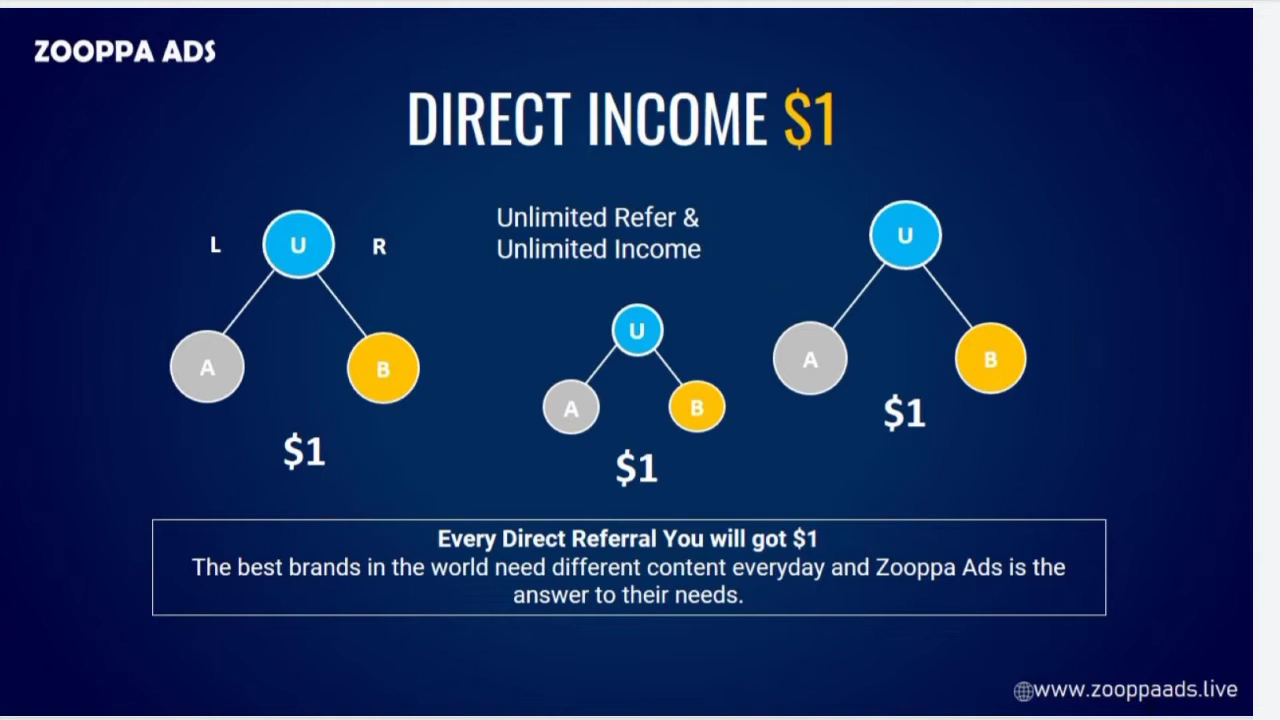 ZOOPPA ADS
DIRECT INCOME $1
L U R
A B
$1
Unlimited Refer &
Unlimited Income
U
A B
$1
U
A B
$1
Every Direct Referral You will got $1
The best brands in the world need different content everyday and Zooppa Ads is the
answer to their needs.
www.zooppaads.live